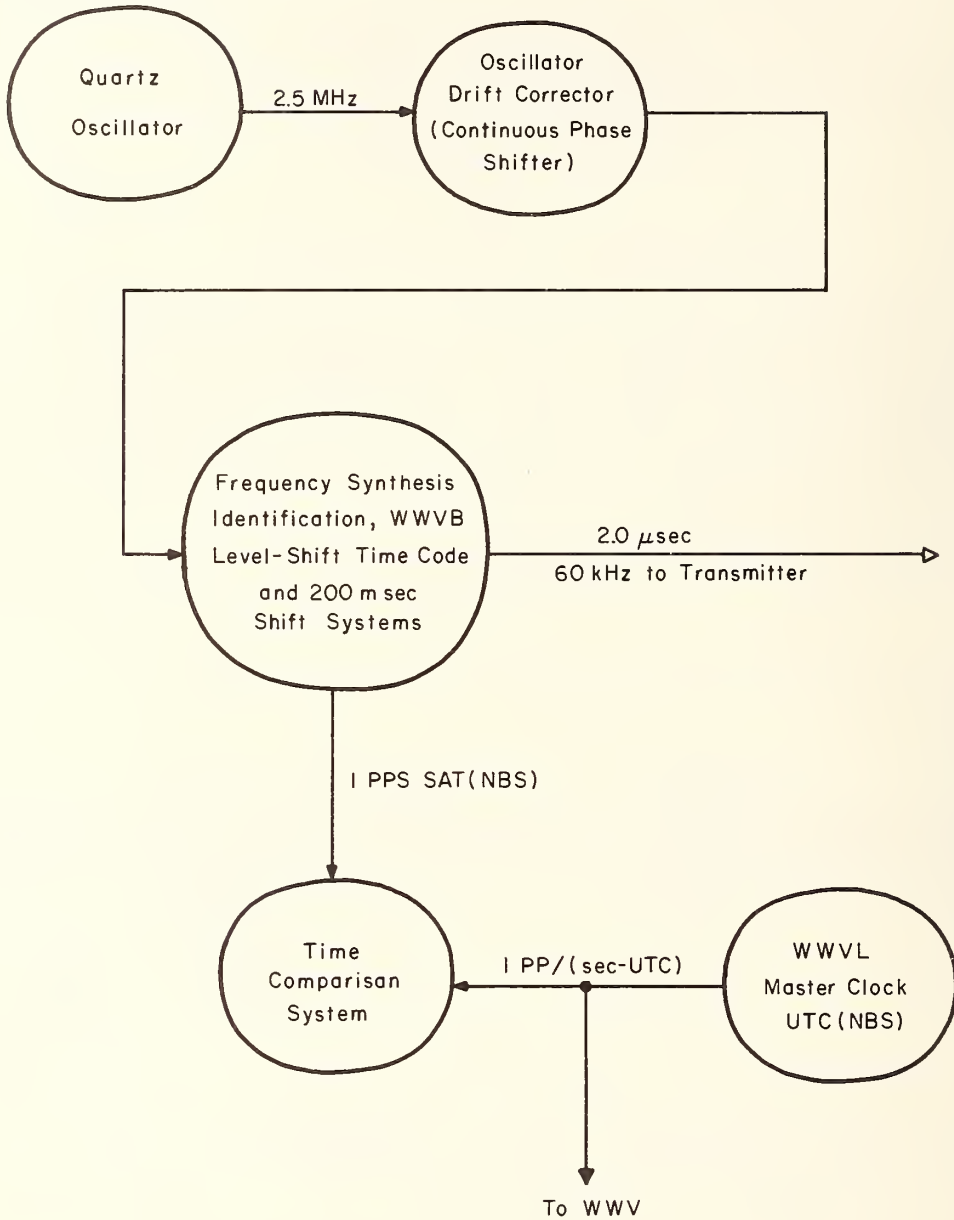 Quartz
Oscillator
2.5 MHz
Oscillator
Drift Corrector
(Continuous Phase
Shifter)
Frequency Synthesis
Identification, WWVB
Level-Shift Time Code
and 200 m sec
Shift Systems
2.0 μsec
60 kHz to Transmitter
1 PPS SAT(NBS)
Time
Comparisan
System
1 PP/(sec-UTC)
WWVL
Master Clock
UTC(NBS)
To WWV